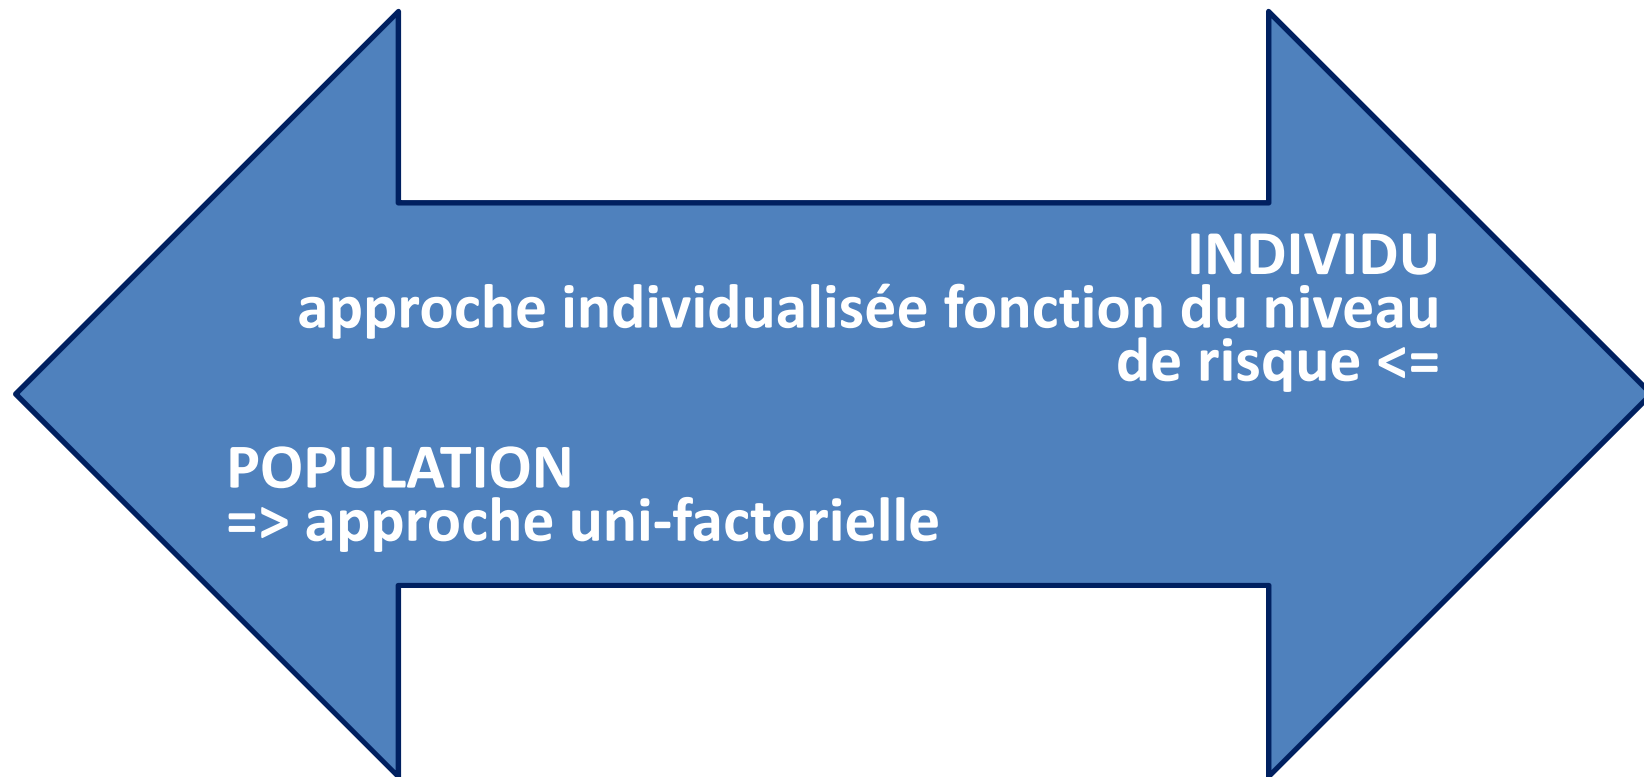 INDIVIDU
approche individualisée fonction du niveau
de risque <=
POPULATION
=> approche uni-factorielle